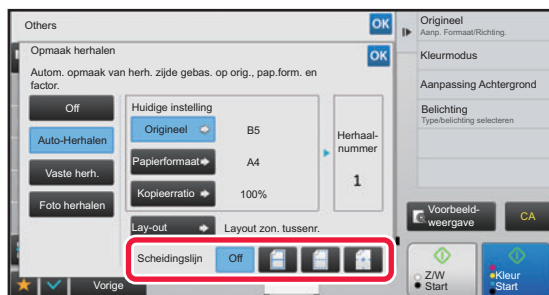 Others
OK
Opmaak herhalen
OK
Autom. opmaak van herh. zijde gebas. op orig., pap.form. en
factor.
Off
Auto-Herhalen
Vaste herh.
Foto herhalen
Huidige instelling
Origineel
B5
Papierformaat
A4
Kopieerratio
100%
Herhaal-
nummer
1
Lay-out
Layout zon. tussenr.
Scheidingslijn
Off
Vorige
Origineel
Aanp. Formaat/Richting.
Kleurmodus
Aanpassing Achtergrond
Belichting
Type/belichting selecteren
Voorbeeld-
weergave
CA
Z/W
Start
Kleur
Start